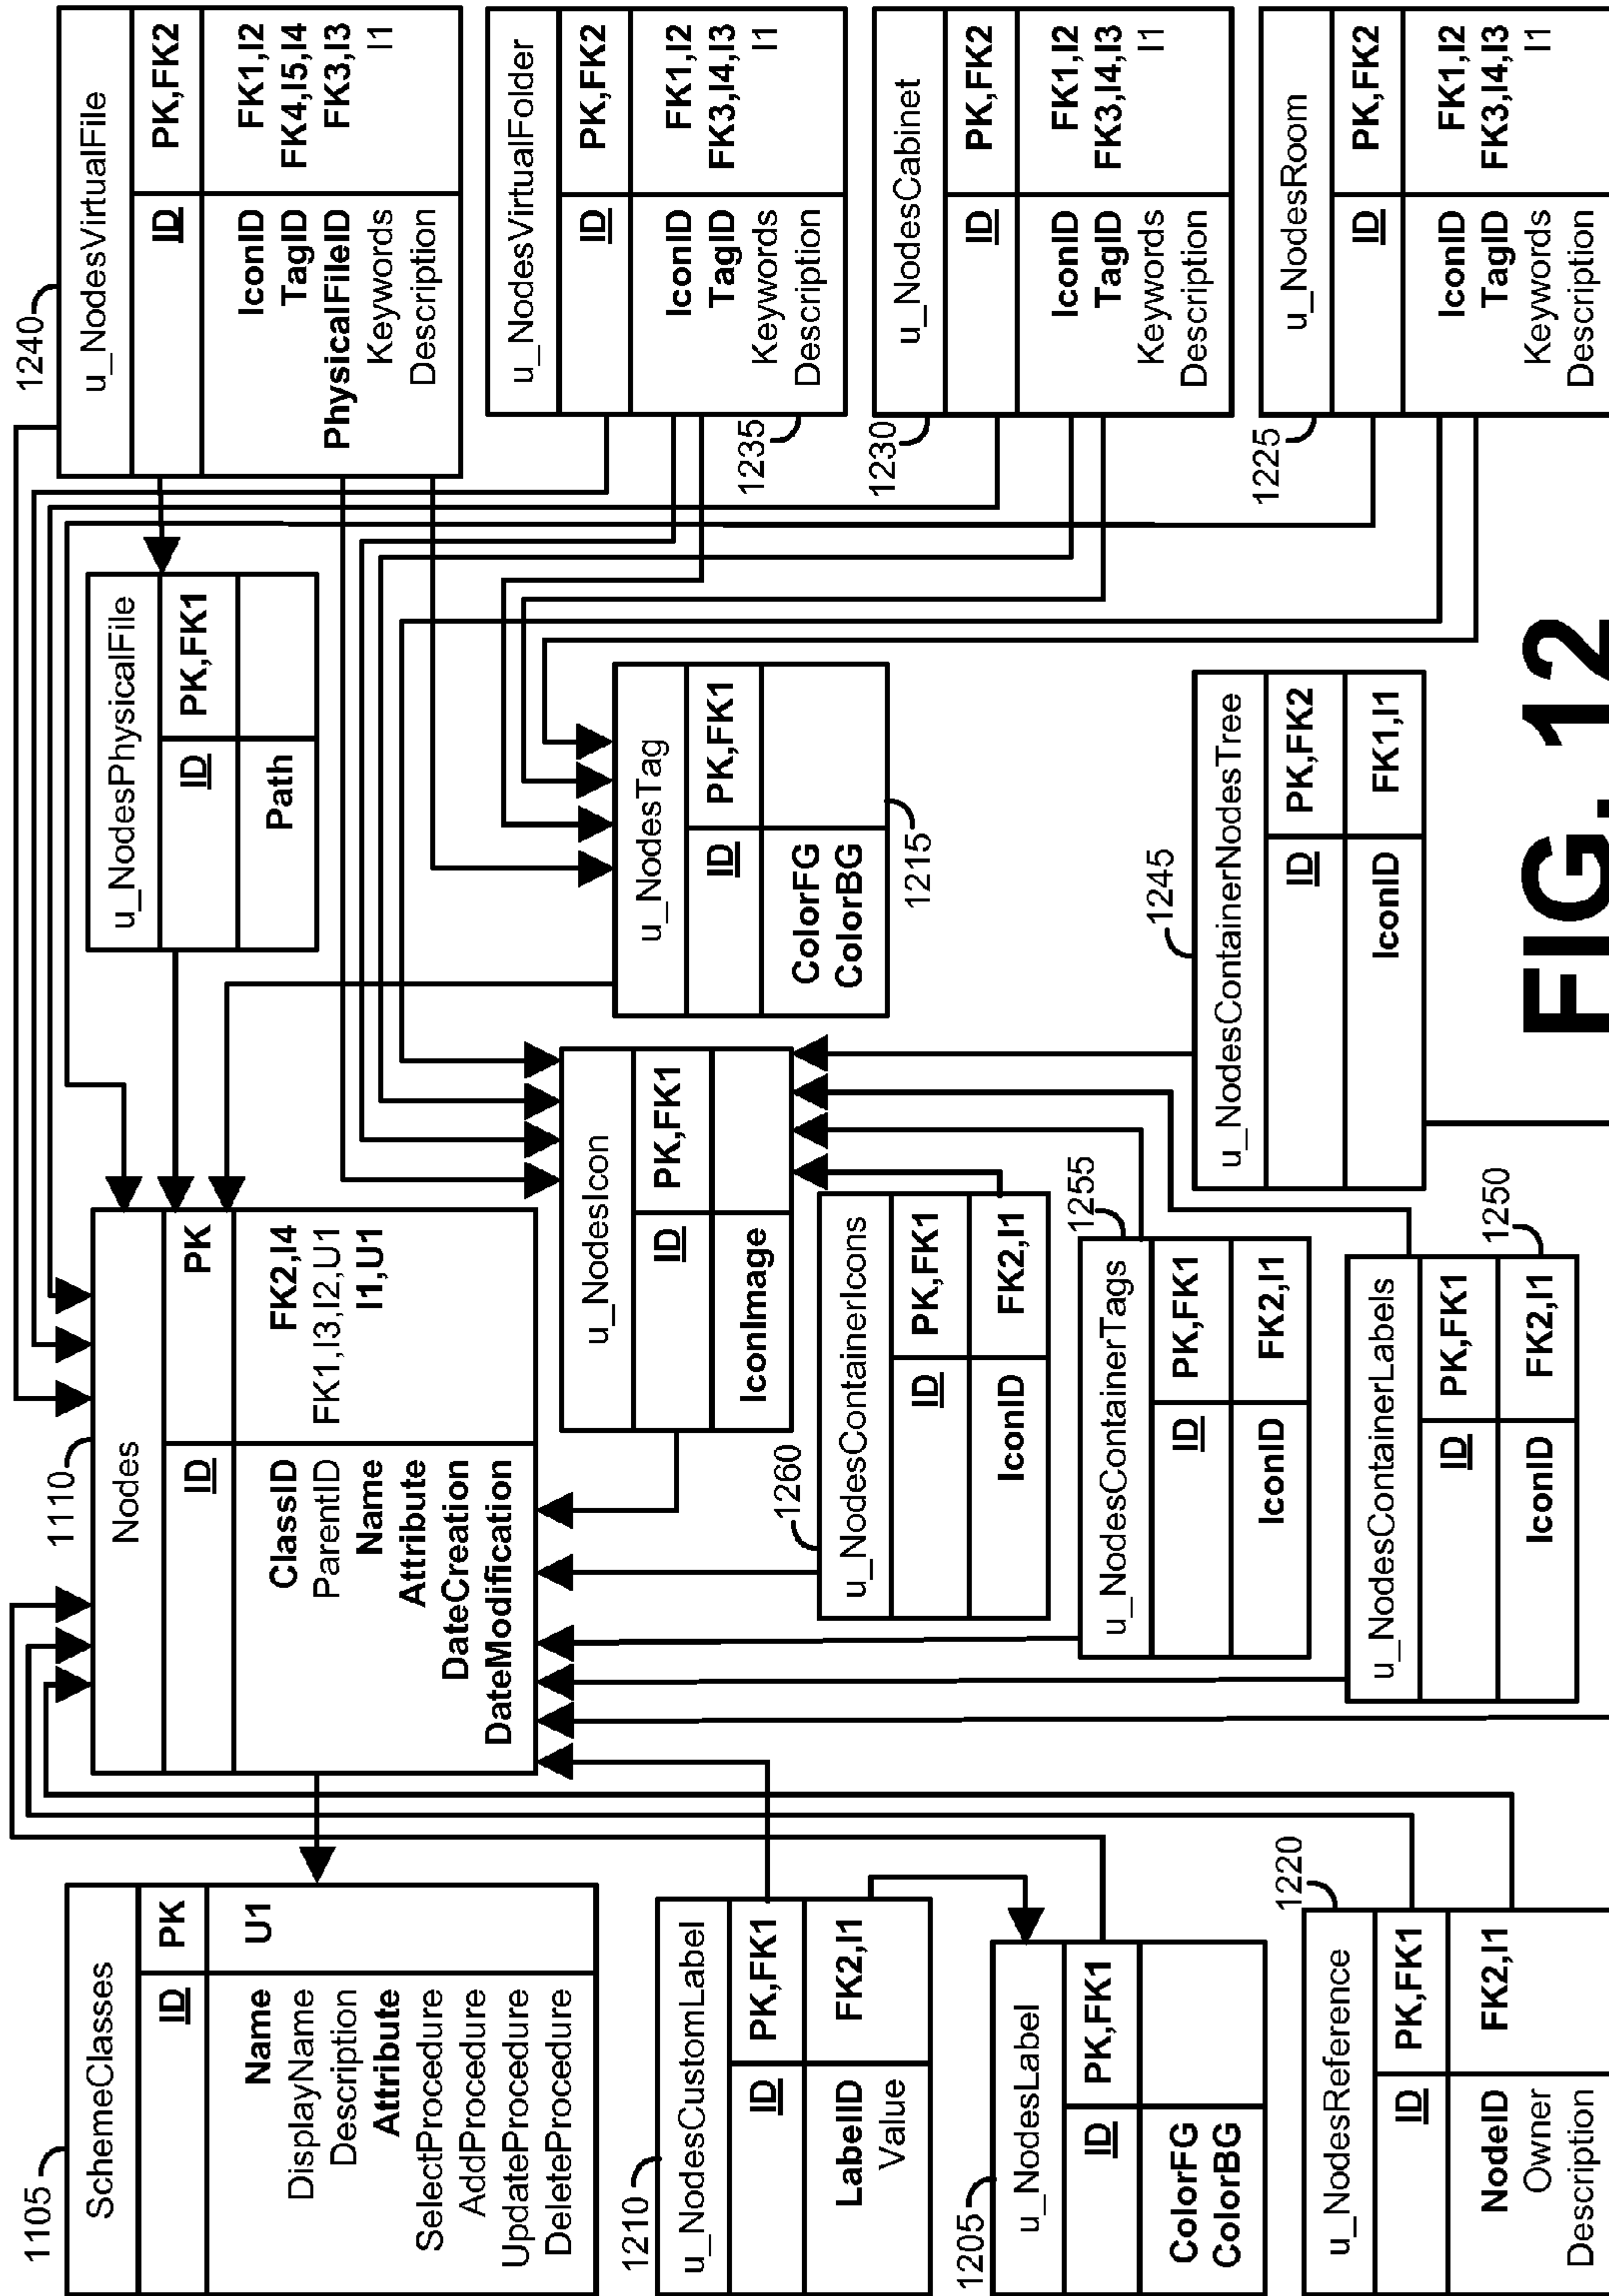 1105
SchemeClasses
ID PK
Name U1
DisplayName
Description
Attribute
SelectProcedure
AddProcedure
UpdateProcedure
DeleteProcedure
1210
u_NodesCustomLabel
ID PK,FK1
LabelID FK2,I1
Value
1205
u_NodesLabel
ID PK,FK1
ColorFG
ColorBG
1220
u_NodesReference
ID PK,FK1
NodeID FK2,I1
Owner
Description
1110
Nodes
ID PK
ClassID FK2,I4
ParentID FK1,I3,I2,U1
Name I1,U1
Attribute
DateCreation
DateModification
u_NodesIcon
ID PK,FK1
IconImage
1260
u_NodesContainerIcons
ID PK,FK1
IconID FK2,I1
1255
u_NodesContainerTags
ID PK,FK1
IconID FK2,I1
u_NodesContainerLabels
1250
ID PK,FK1
IconID FK2,I1
u_NodesPhysicalFile
ID PK,FK1
Path
u_NodesTag
ID PK,FK1
ColorFG
ColorBG
1215
1245
u_NodesContainerNodesTree
ID PK,FK2
IconID FK1,I1
1240
u_NodesVirtualFile
ID PK,FK2
IconID FK1,I2
TagID FK4,I5,I4
PhysicalFileID FK3,I3
Keywords I1
Description
u_NodesVirtualFolder
ID PK,FK2
IconID FK1,I2
TagID FK3,I4,I3
Keywords I1
Description
1235
1230
u_NodesCabinet
ID PK,FK2
IconID FK1,I2
TagID FK3,I4,I3
Keywords I1
Description
1225
u_NodesRoom
ID PK,FK2
IconID FK1,I2
TagID FK3,I4,I3
Keywords I1
Description
FIG. 12